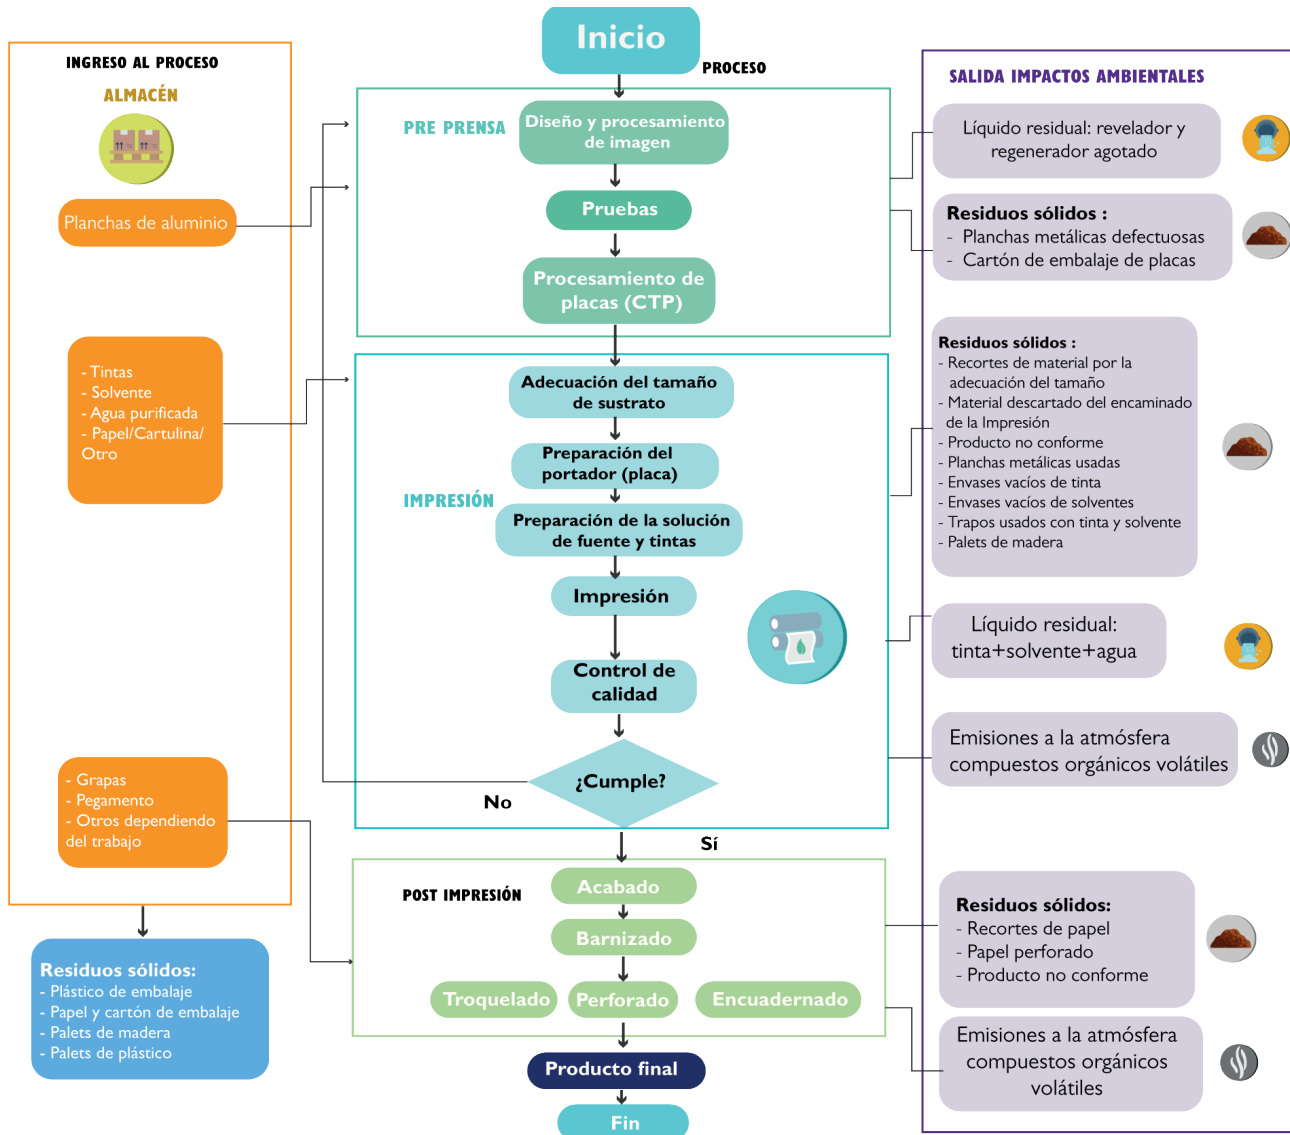 Inicio
PROCESO
INGRESO AL PROCESO
ALMACÉN
Planchas de aluminio
- Tintas
- Solvente
- Agua purificada
- Papel/Cartulina/
Otro
- Grapas
- Pegamento
- Otros dependiendo
del trabajo
Residuos sólidos:
- Plástico de embalaje
- Papel y cartón de embalaje
- Palets de madera
- Palets de plástico
PRE PRENSA
Diseño y procesamiento
de imagen
Pruebas
Procesamiento de
placas (CTP)
IMPRESIÓN
Adecuación del tamaño
de sustrato
Preparación del
portador (placa)
Preparación de la solución
de fuente y tintas
Impresión
Control de
calidad
¿Cumple?
No
Sí
POST IMPRESIÓN
Acabado
Barnizado
Troquelado
Perforado
Encuadernado
Producto final
Fin
SALIDA IMPACTOS AMBIENTALES
Líquido residual: revelador y
regenerador agotado
Residuos sólidos :
- Planchas metálicas defectuosas
- Cartón de embalaje de placas
Residuos sólidos :
- Recortes de material por la
adecuación del tamaño
- Material descartado del encaminado
de la Impresión
- Producto no conforme
- Planchas metálicas usadas
- Envases vacíos de tinta
- Envases vacíos de solventes
- Trapos usados con tinta y solvente
- Palets de madera
Líquido residual:
tinta+solvente+agua
Emisiones a la atmósfera
compuestos orgánicos volátiles
Residuos sólidos:
- Recortes de papel
- Papel perforado
- Producto no conforme
Emisiones a la atmósfera
compuestos orgánicos
volátiles